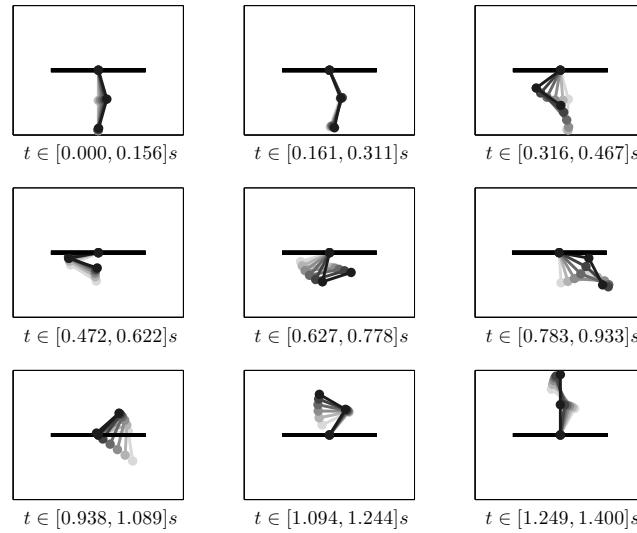 t ∈ [0.000, 0.156]s
t ∈ [0.161, 0.311]s
t ∈ [0.316, 0.467]s
t ∈ [0.472, 0.622]s
t ∈ [0.627, 0.778]s
t ∈ [0.783, 0.933]s
t ∈ [0.938, 1.089]s
t ∈ [1.094, 1.244]s
t ∈ [1.249, 1.400]s